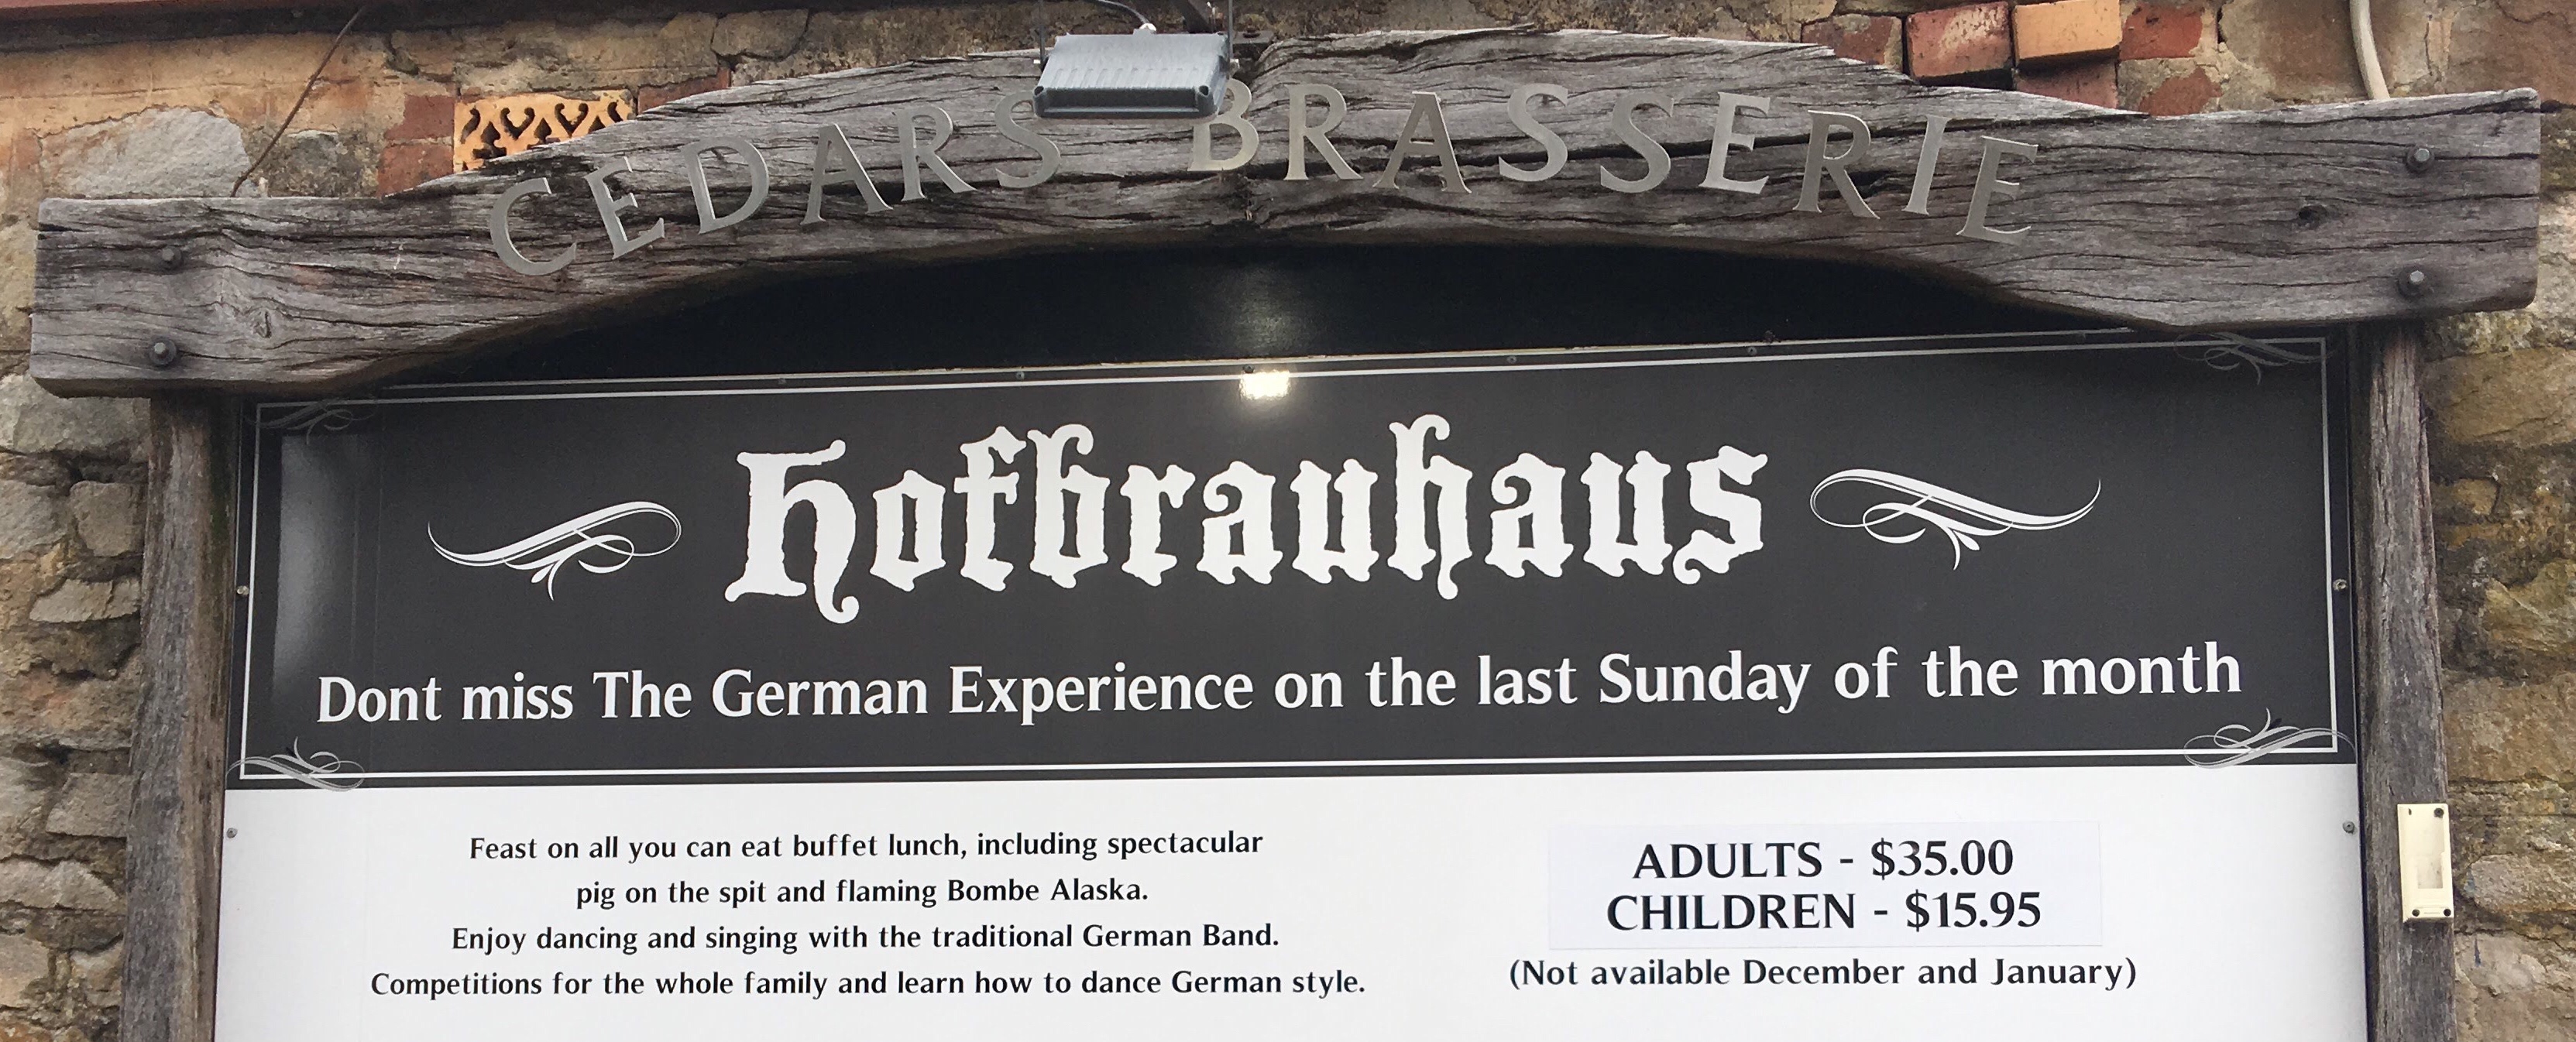 CEDARS BRASSERIE
Hofbrauhaus
Dont miss The German Experience on the last Sunday of the month
Feast on all you can eat buffet lunch, including spectacular
pig on the spit and flaming Bombe Alaska.
Enjoy dancing and singing with the traditional German Band.
Competitions for the whole family and learn how to dance German style.
ADULTS - $35.00
CHILDREN - $15.95
(Not available December and January)